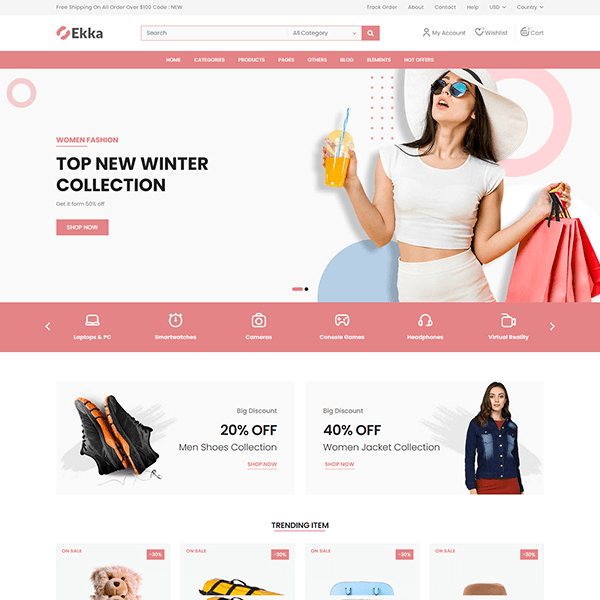 Free Shipping On All Order Over $100 Code : NEW
Track Order About Contact Help USD Country
Ekka
Search All Category
My Account Wishlist Cart
HOME CATEGORIES PRODUCTS PAGES OTHERS BLOG ELEMENTS HOT OFFERS
WOMEN FASHION
TOP NEW WINTER
COLLECTION
Get it form 50% off
SHOP NOW
Laptops & PC Smartwatches Cameras Console Games Headphones Virtual Reality
Big Discount
20% OFF
Men Shoes Collection
SHOP NOW
Big Discount
40% OFF
Women Jacket Collection
SHOP NOW
TRENDING ITEM
ON SALE -30% ON SALE -30% ON SALE -30% ON SALE -30%